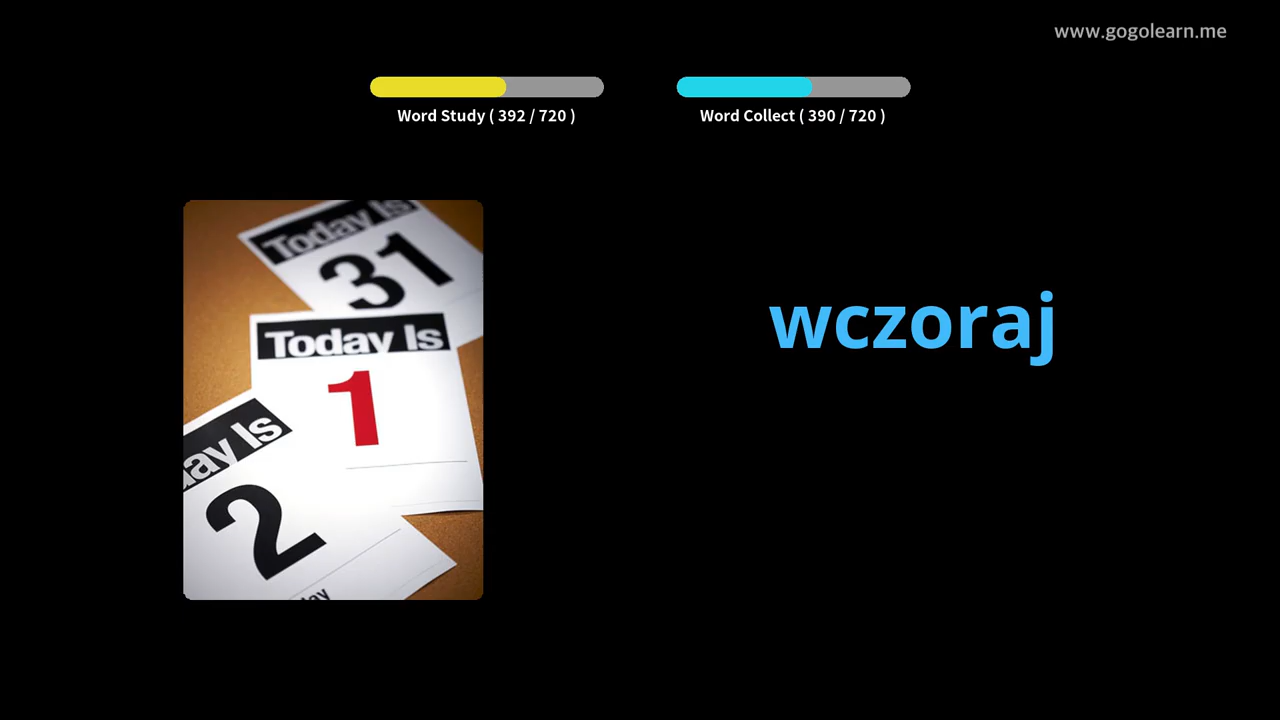 www.gogolearn.me
Word Study ( 392 / 720 )
Word Collect ( 390 / 720 )
Today Is
31
Today Is
1
ay Is
2
wczoraj